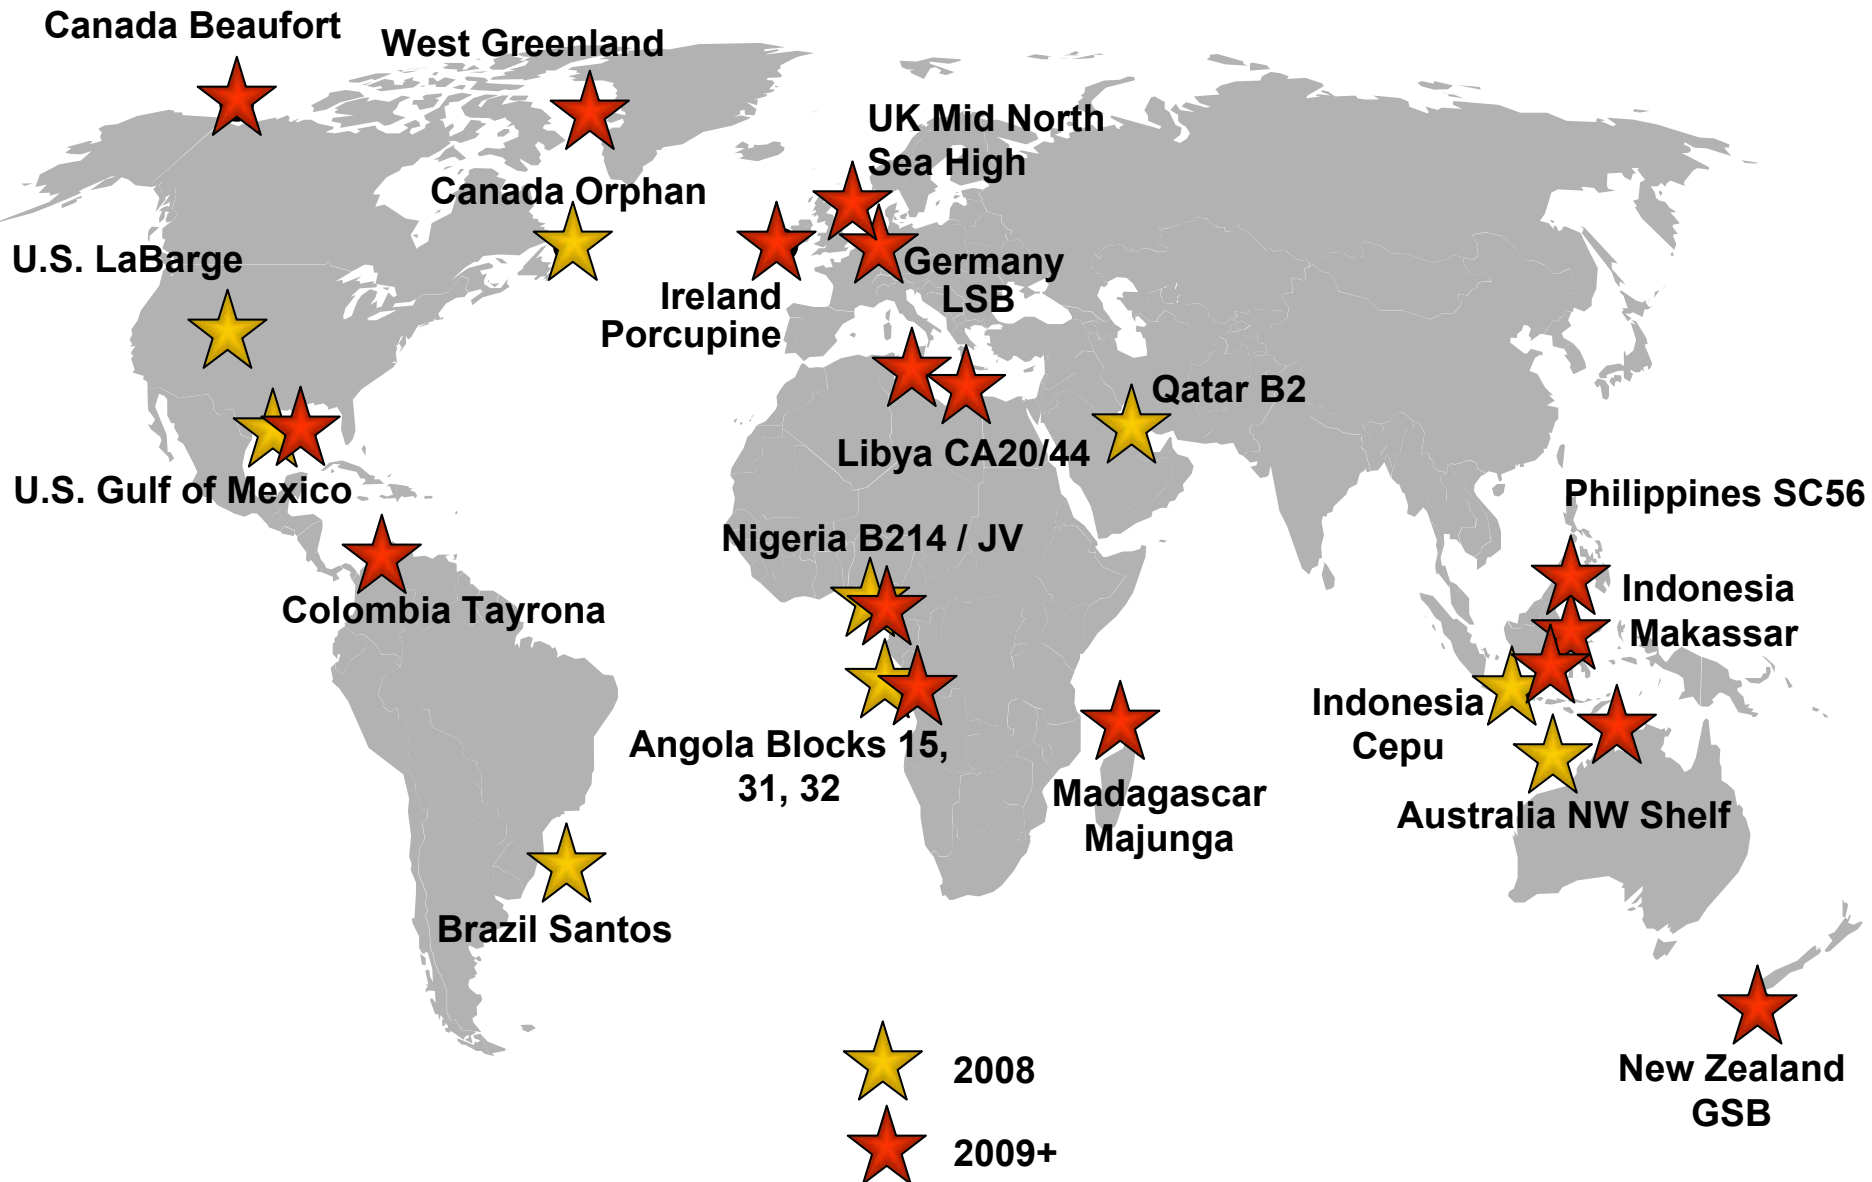 Canada Beaufort
West Greenland
UK Mid North
Sea High
Canada Orphan
U.S. LaBarge
Germany
LSB
Ireland
Porcupine
Qatar B2
Libya CA20/44
U.S. Gulf of Mexico
Philippines SC56
Nigeria B214 / JV
Indonesia
Makassar
Colombia Tayrona
Indonesia
Cepu
Angola Blocks 15,
31, 32
Madagascar
Majunga
Australia NW Shelf
Brazil Santos
New Zealand
GSB
2008
2009+